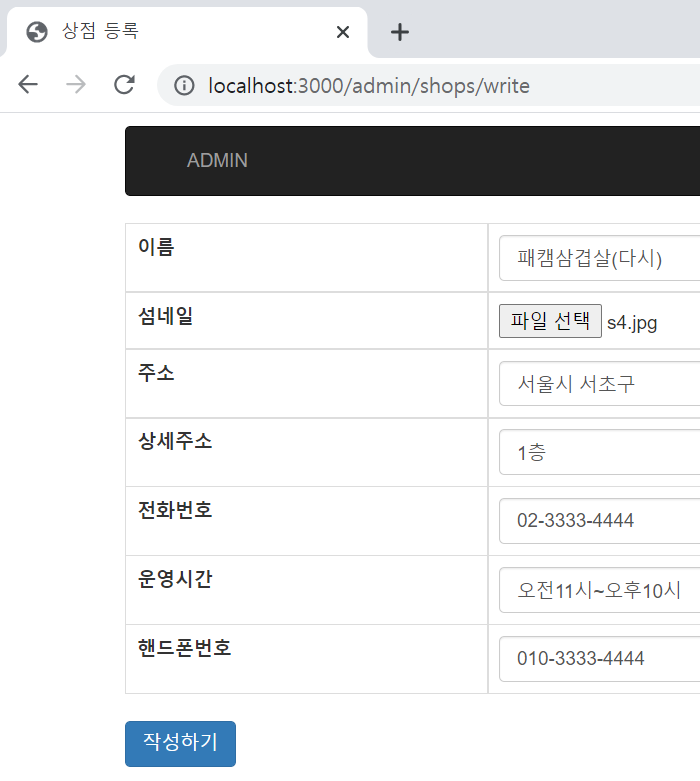 상점 등록
localhost:3000/admin/shops/write
ADMIN
이름 패캠삼겹살(다시)
섬네일 파일 선택 s4.jpg
주소 서울시 서초구
상세주소 1층
전화번호 02-3333-4444
운영시간 오전11시~오후10시
핸드폰번호 010-3333-4444
작성하기